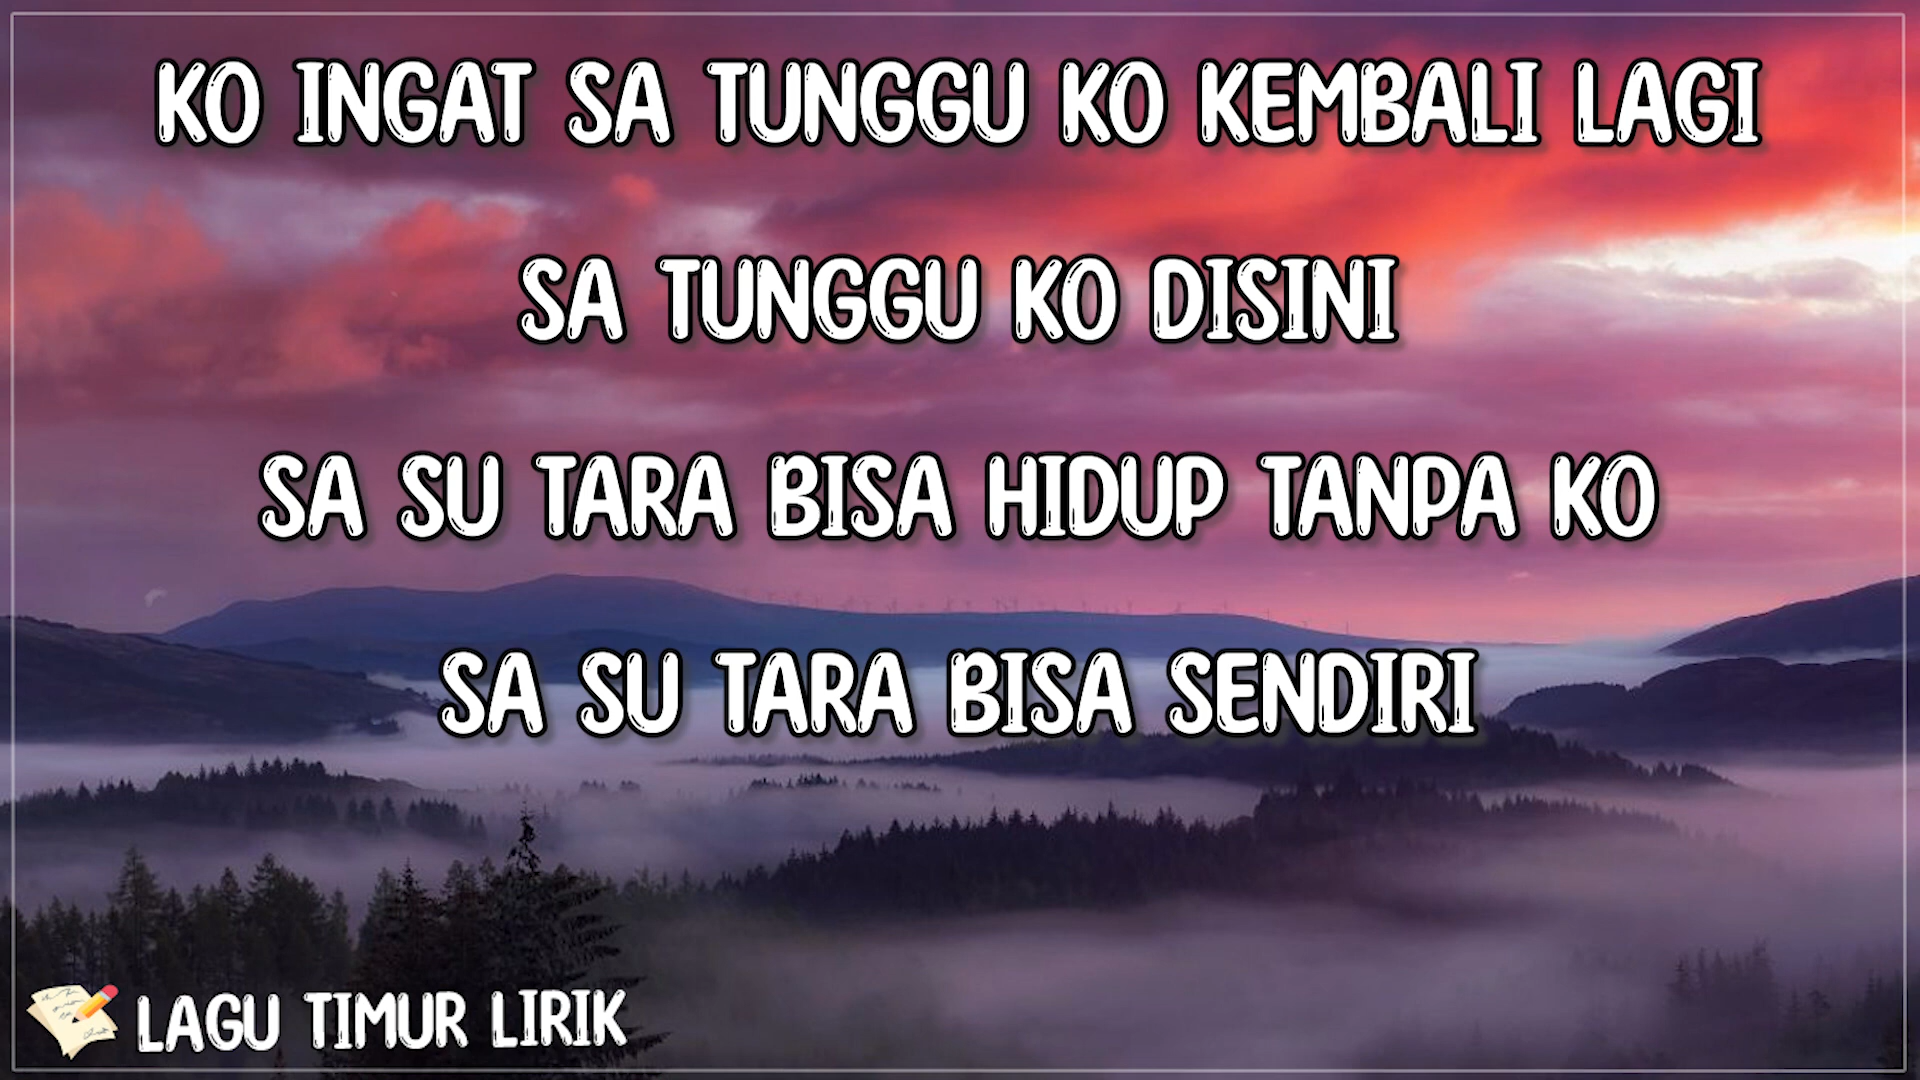 KO INGAT SA TUNGGU KO KEMBALI LAGI
SA TUNGGU KO DISINI
SA SU TARA BISA HIDUP TANPA KO
SA SU TARA BISA SENDIRI
LAGU TIMUR LIRIK